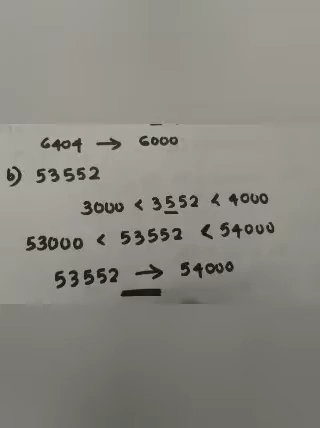 6404 → 6000
b) 53552
3000 < 3552 < 4000
53000 < 53552 < 54000
53552 → 54000